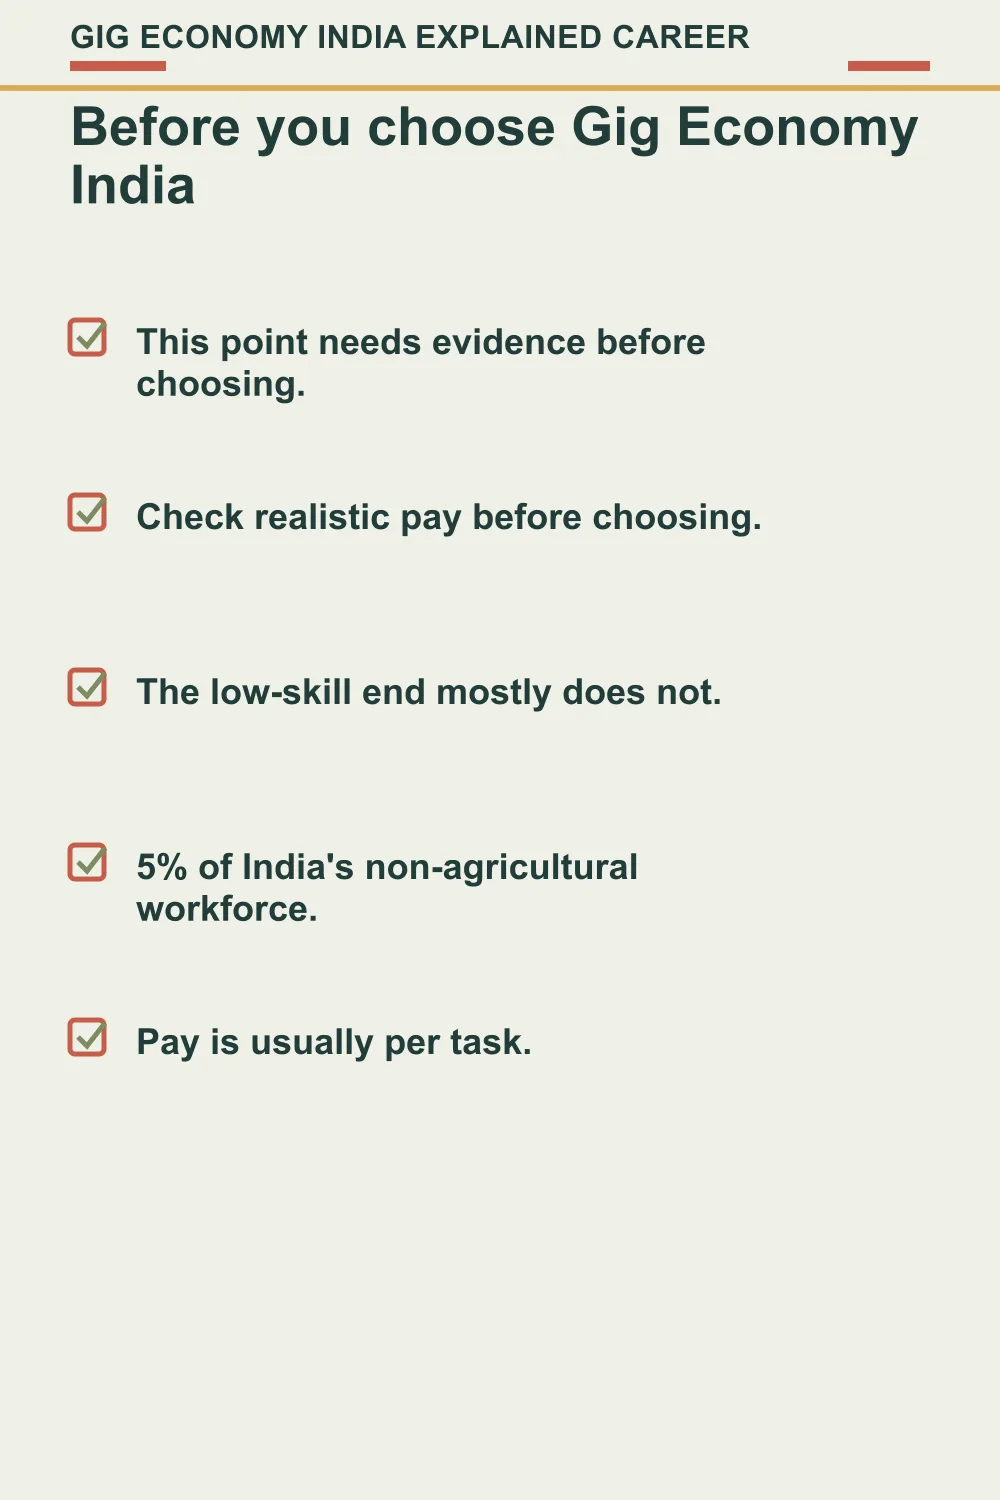 GIG ECONOMY INDIA EXPLAINED CAREER
Before you choose Gig Economy
India
This point needs evidence before
choosing.
Check realistic pay before choosing.
The low-skill end mostly does not.
5% of India's non-agricultural
workforce.
Pay is usually per task.